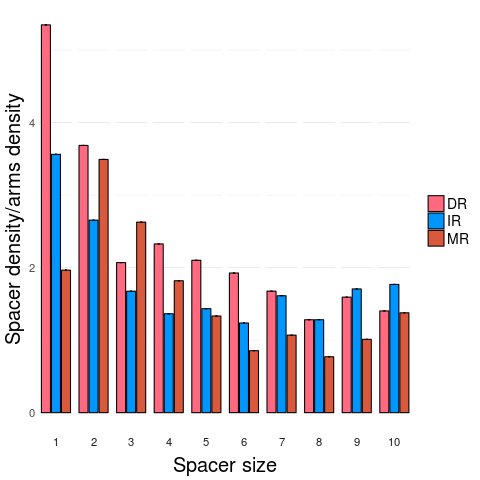 Spacer density/arms density
4
2
0
1 2 3 4 5 6 7 8 9 10
Spacer size
DR
IR
MR